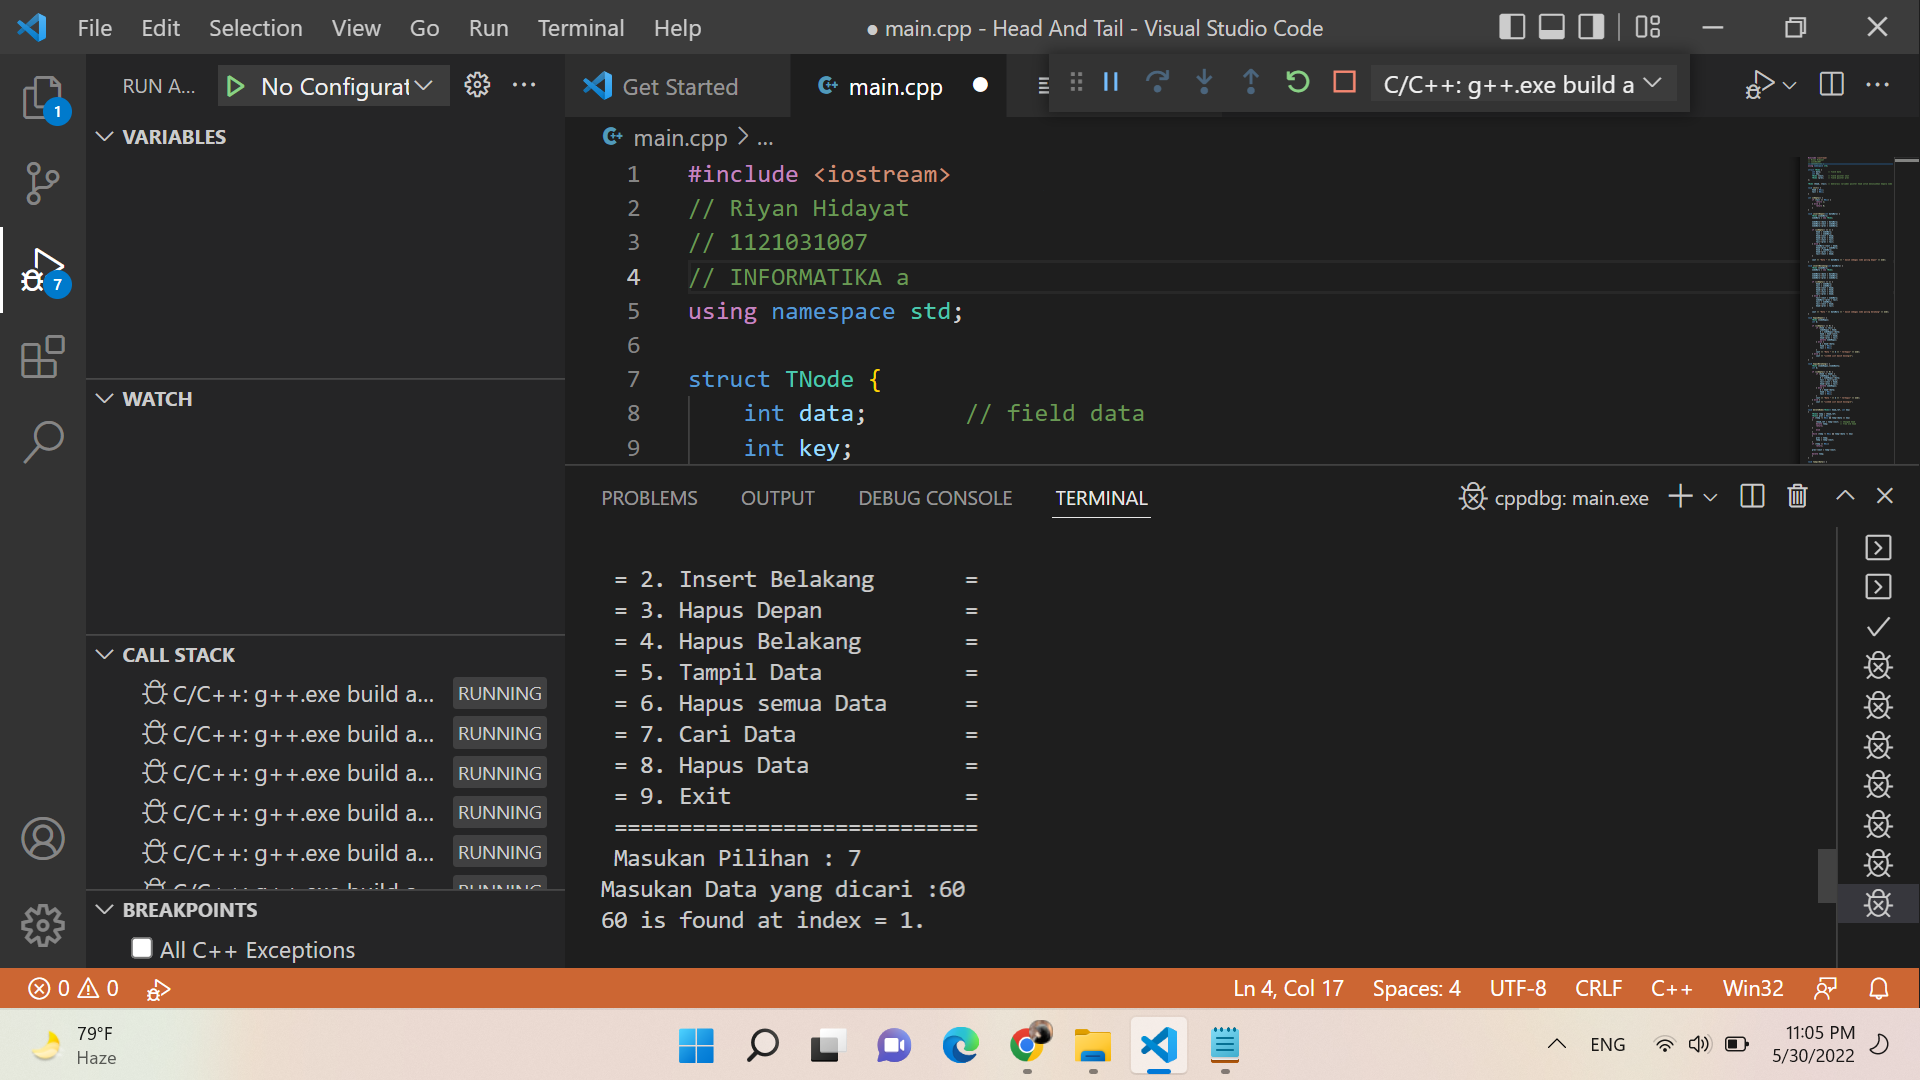 File Edit Selection View Go Run Terminal Help
● main.cpp - Head And Tail - Visual Studio Code
RUN A...
No Configurat
Get Started
main.cpp
C/C++: g++.exe build a
1
7
VARIABLES
WATCH
CALL STACK
C/C++: g++.exe build a... RUNNING
C/C++: g++.exe build a... RUNNING
C/C++: g++.exe build a... RUNNING
C/C++: g++.exe build a... RUNNING
C/C++: g++.exe build a... RUNNING
BREAKPOINTS
All C++ Exceptions
main.cpp > ...
1 #include <iostream>
2 // Riyan Hidayat
3 // 1121031007
4 // INFORMATIKA a
5 using namespace std;
6
7 struct TNode {
8 int data; // field data
9 int key;
PROBLEMS OUTPUT DEBUG CONSOLE TERMINAL
cppdbg: main.exe
= 2. Insert Belakang =
= 3. Hapus Depan =
= 4. Hapus Belakang =
= 5. Tampil Data =
= 6. Hapus semua Data =
= 7. Cari Data =
= 8. Hapus Data =
= 9. Exit =
============================
Masukan Pilihan : 7
Masukan Data yang dicari :60
60 is found at index = 1.
0 0
Ln 4, Col 17 Spaces: 4 UTF-8 CRLF C++ Win32
79°F
Haze
ENG
11:05 PM
5/30/2022